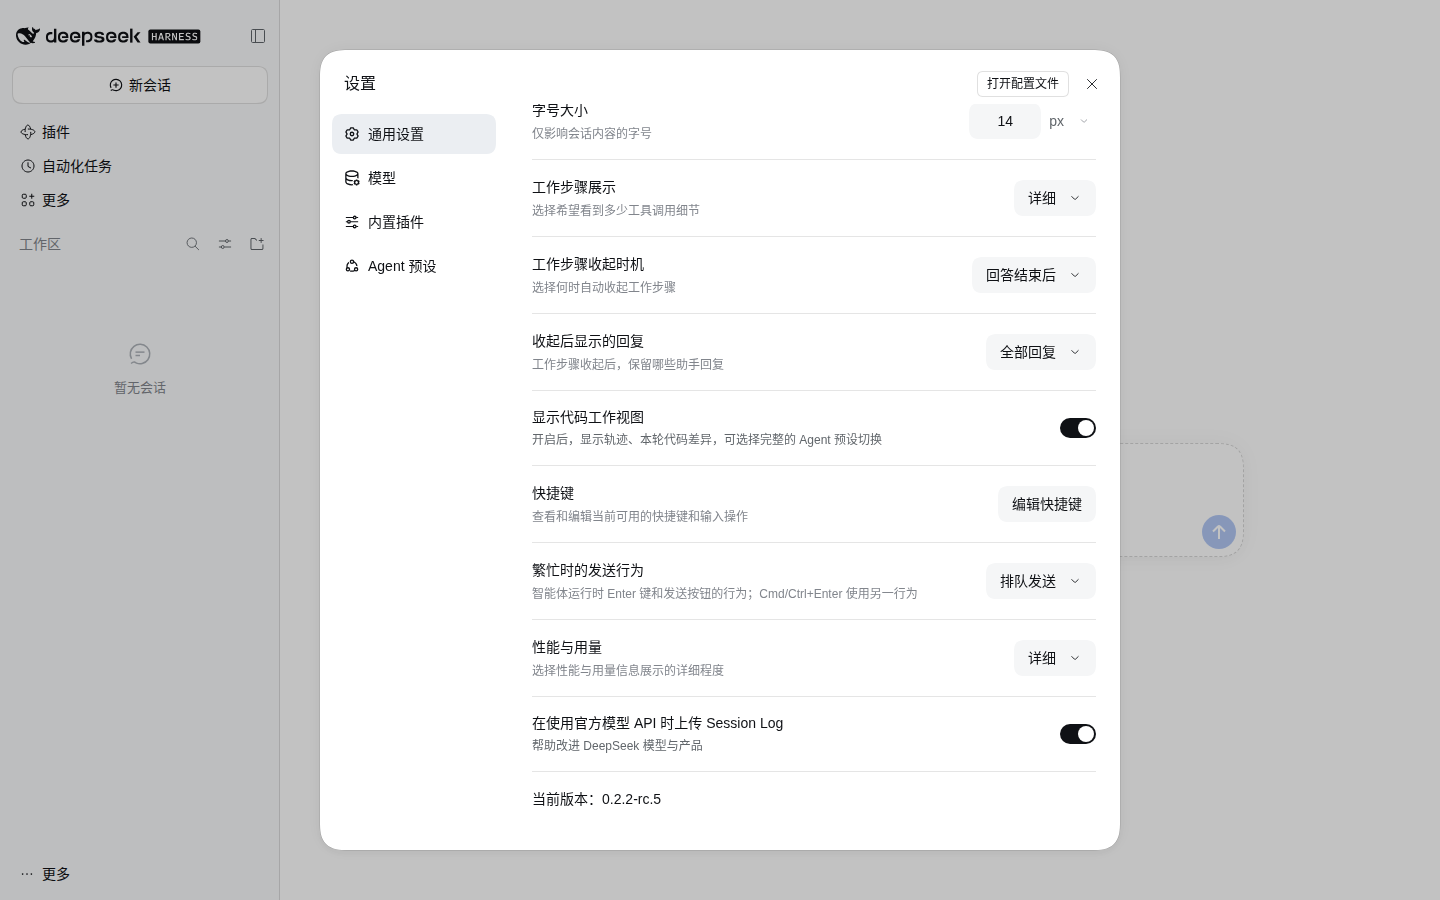 deepseek HARNESS
新会话
插件
自动化任务
更多
工作区
暂无会话
更多
设置
打开配置文件
通用设置
模型
内置插件
Agent 预设
字号大小
仅影响会话内容的字号
14 px
工作步骤展示
选择希望看到多少工具调用细节
详细
工作步骤收起时机
选择何时自动收起工作步骤
回答结束后
收起后显示的回复
工作步骤收起后，保留哪些助手回复
全部回复
显示代码工作视图
开启后，显示轨迹、本轮代码差异，可选择完整的 Agent 预设切换
快捷键
查看和编辑当前可用的快捷键和输入操作
编辑快捷键
繁忙时的发送行为
智能体运行时 Enter 键和发送按钮的行为；Cmd/Ctrl+Enter 使用另一行为
排队发送
性能与用量
选择性能与用量信息展示的详细程度
详细
在使用官方模型 API 时上传 Session Log
帮助改进 DeepSeek 模型与产品
当前版本：0.2.2-rc.5